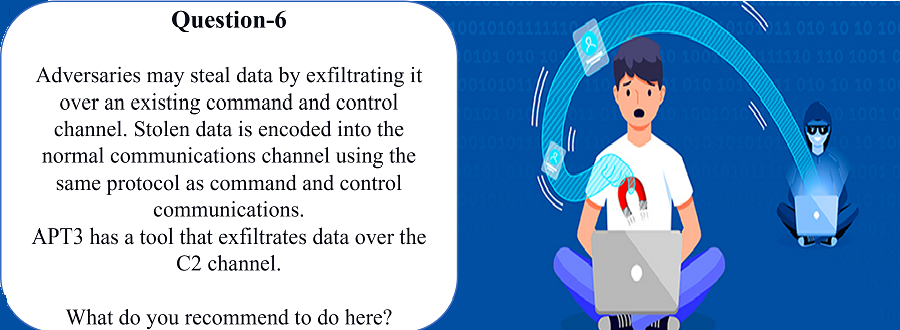 Question-6
Adversaries may steal data by exfiltrating it
over an existing command and control
channel. Stolen data is encoded into the
normal communications channel using the
same protocol as command and control
communications.
APT3 has a tool that exfiltrates data over the
C2 channel.
What do you recommend to do here?